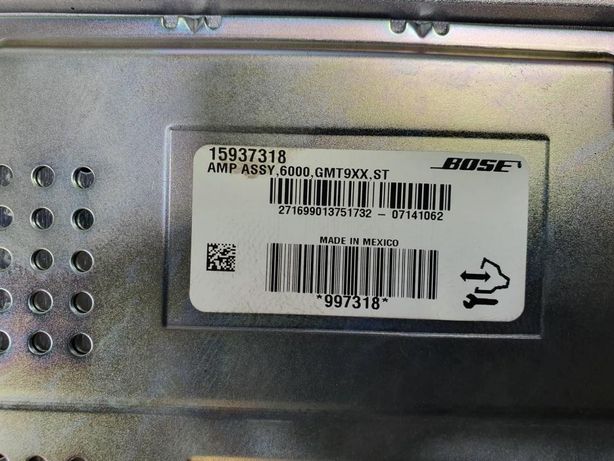 15937318
AMP ASSY,6000,GMT9XX,ST
BOSE
271699013751732 - 07141062
MADE IN MEXICO
*997318*